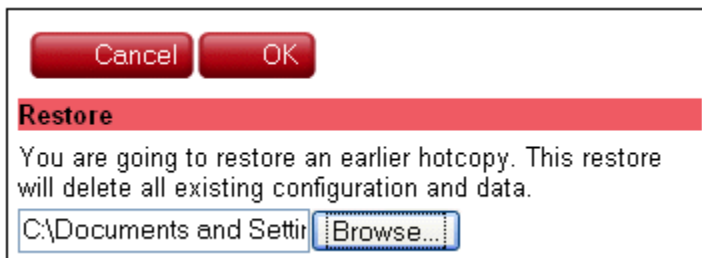 Cancel OK
Restore
You are going to restore an earlier hotcopy. This restore
will delete all existing configuration and data.
C:\Documents and Settir Browse...